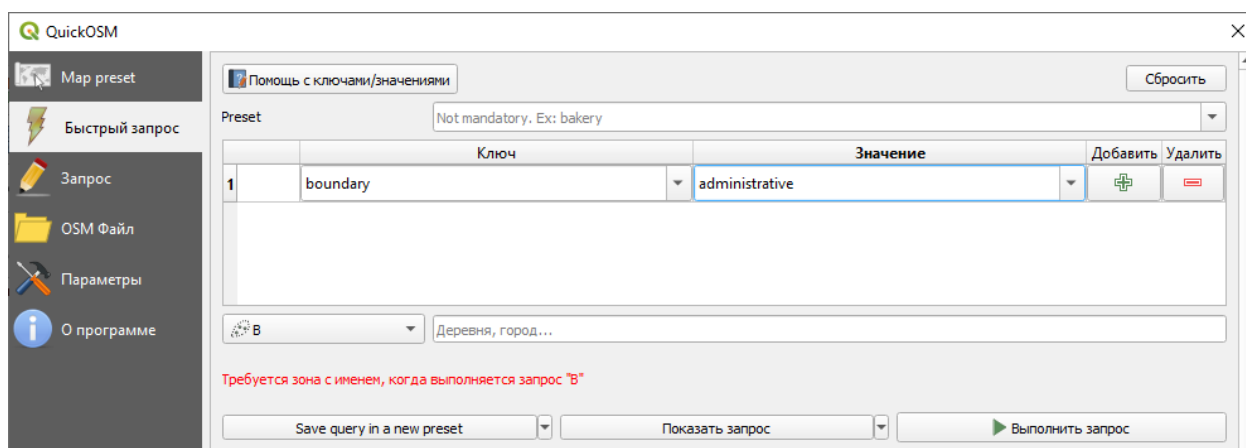 QuickOSM
Map preset
Быстрый запрос
Запрос
OSM Файл
Параметры
О программе
Помощь с ключами/значениями
Сбросить
Preset
Not mandatory. Ex: bakery
Ключ Значение Добавить Удалить
1 boundary administrative
В Деревня, город...
Требуется зона с именем, когда выполняется запрос "В"
Save query in a new preset
Показать запрос
Выполнить запрос